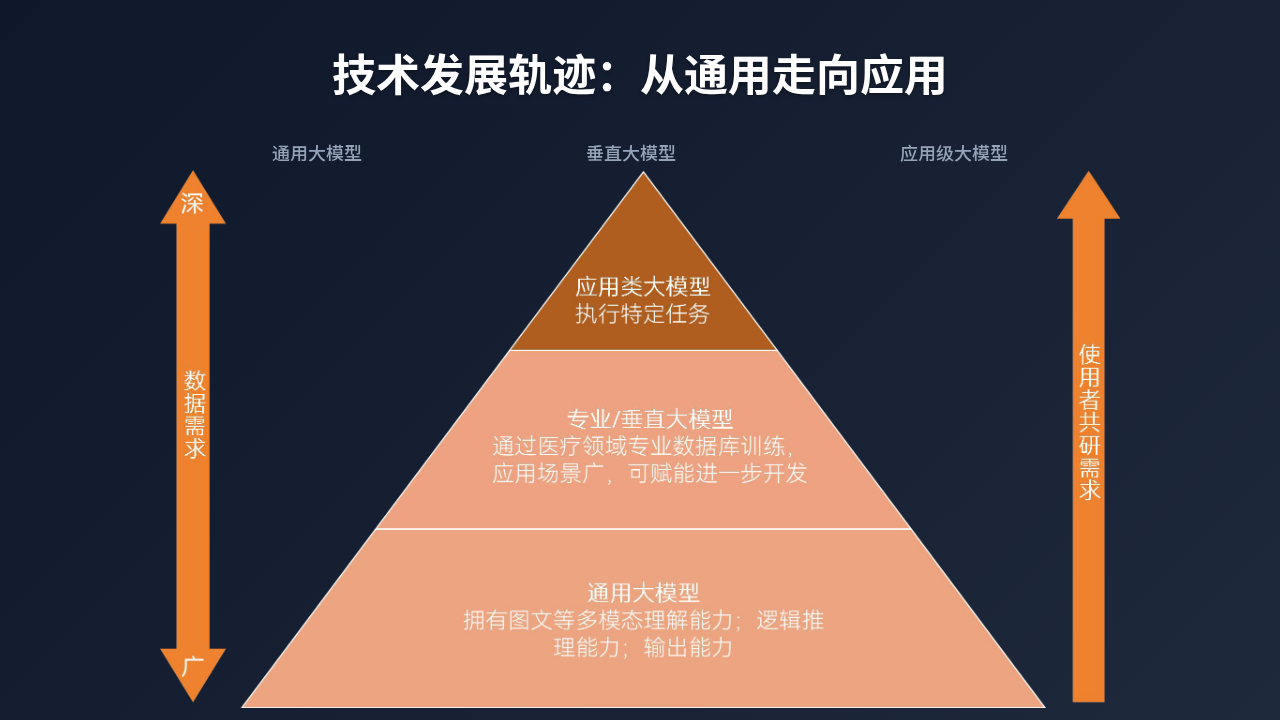 技术发展轨迹：从通用走向应用
通用大模型
垂直大模型
应用级大模型
深
数据需求
广
应用类大模型
执行特定任务
专业/垂直大模型
通过医疗领域专业数据库训练，
应用场景广，可赋能进一步开发
通用大模型
拥有图文等多模态理解能力；逻辑推
理能力；输出能力
使用者共研需求